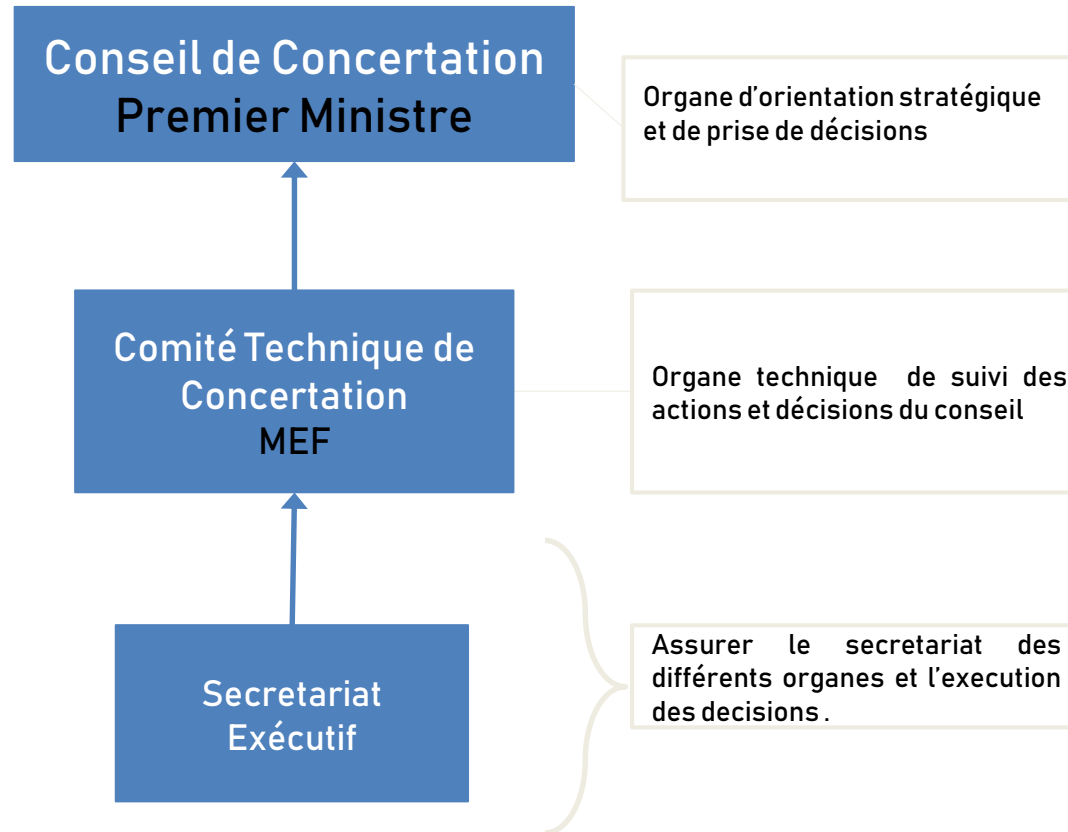 Conseil de Concertation
Premier Ministre
Organe d’orientation stratégique
et de prise de décisions
Comité Technique de
Concertation
MEF
Organe technique de suivi des
actions et décisions du conseil
Secretariat
Exécutif
Assurer le secretariat des
différents organes et l’execution
des decisions .